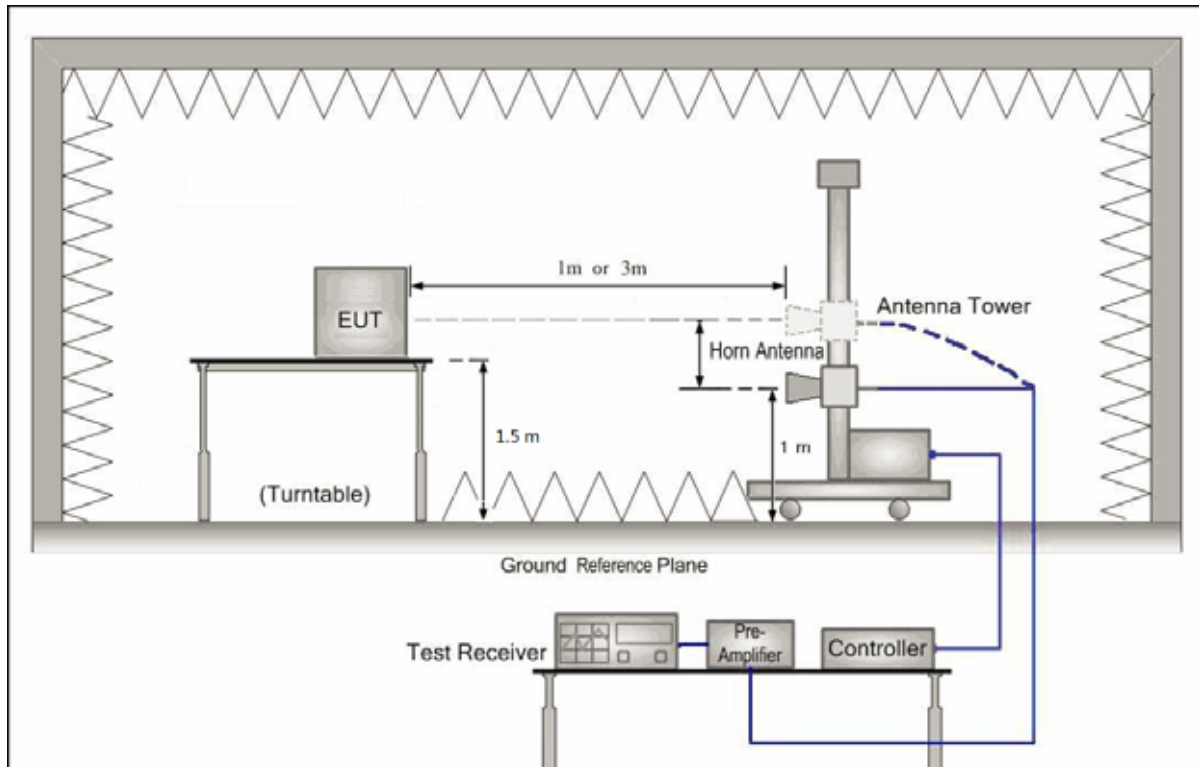 1m or 3m
EUT
Antenna Tower
Horn Antenna
1.5 m
1 m
(Turntable)
Ground Reference Plane
Test Receiver
Pre-
Amplifier
Controller